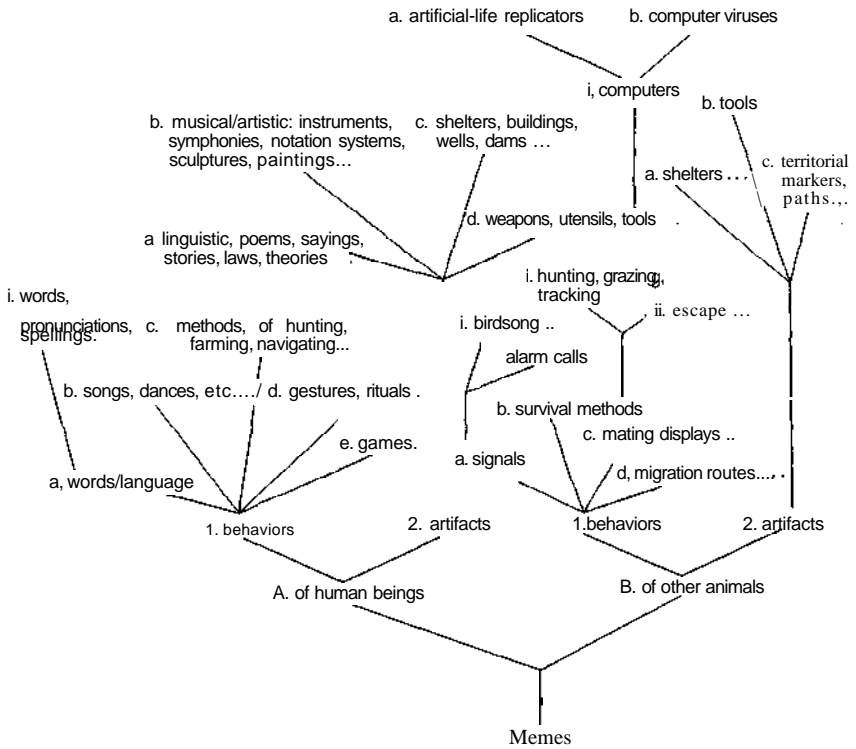 a. artificial-life replicators
b. computer viruses
i, computers
b. tools
b. musical/artistic: instruments,
symphonies, notation systems,
sculptures, paintings...
c. shelters, buildings,
wells, dams ...
c. territorial
markers,
paths.,.
a. shelters ...
d. weapons, utensils, tools .
a linguistic, poems, sayings,
stories, laws, theories
i. hunting, grazing,
tracking
ii. escape ...
i. words,
pronunciations,
spellings.
c. methods, of hunting,
farming, navigating...
i. birdsong ..
alarm calls
b. songs, dances, etc..../
d. gestures, rituals .
b. survival methods
e. games.
c. mating displays ..
a. signals
d, migration routes.....
a, words/language
1. behaviors
2. artifacts
1.behaviors
2. artifacts
A. of human beings
B. of other animals
Memes